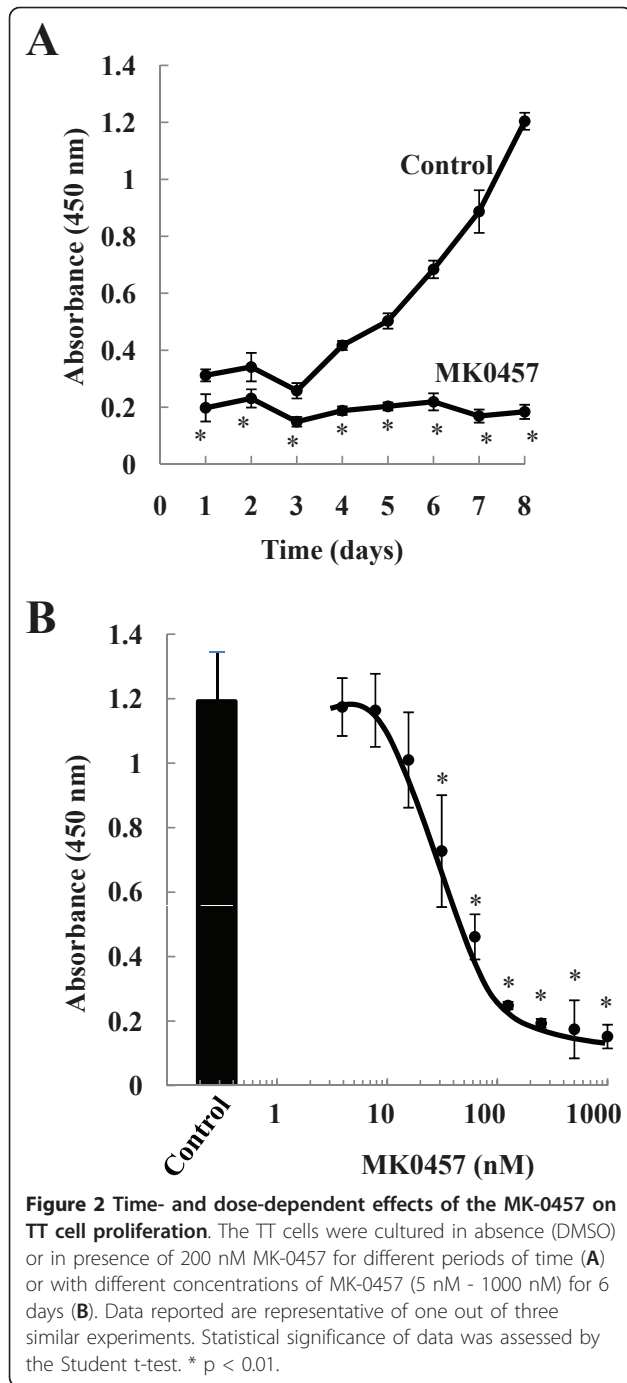 A
1.4
1.2
1
0.8
0.6
0.4
0.2
0
Absorbance (450 nm)
Control
MK0457
* * * * * * * *
0 1 2 3 4 5 6 7 8
Time (days)
B
1.4
1.2
1
0.8
0.6
0.4
0.2
0
Absorbance (450 nm)
* * * * * *
Control
1 10 100 1000
MK0457 (nM)
Figure 2 Time- and dose-dependent effects of the MK-0457 on
TT cell proliferation. The TT cells were cultured in absence (DMSO)
or in presence of 200 nM MK-0457 for different periods of time (A)
or with different concentrations of MK-0457 (5 nM - 1000 nM) for 6
days (B). Data reported are representative of one out of three
similar experiments. Statistical significance of data was assessed by
the Student t-test. * p < 0.01.